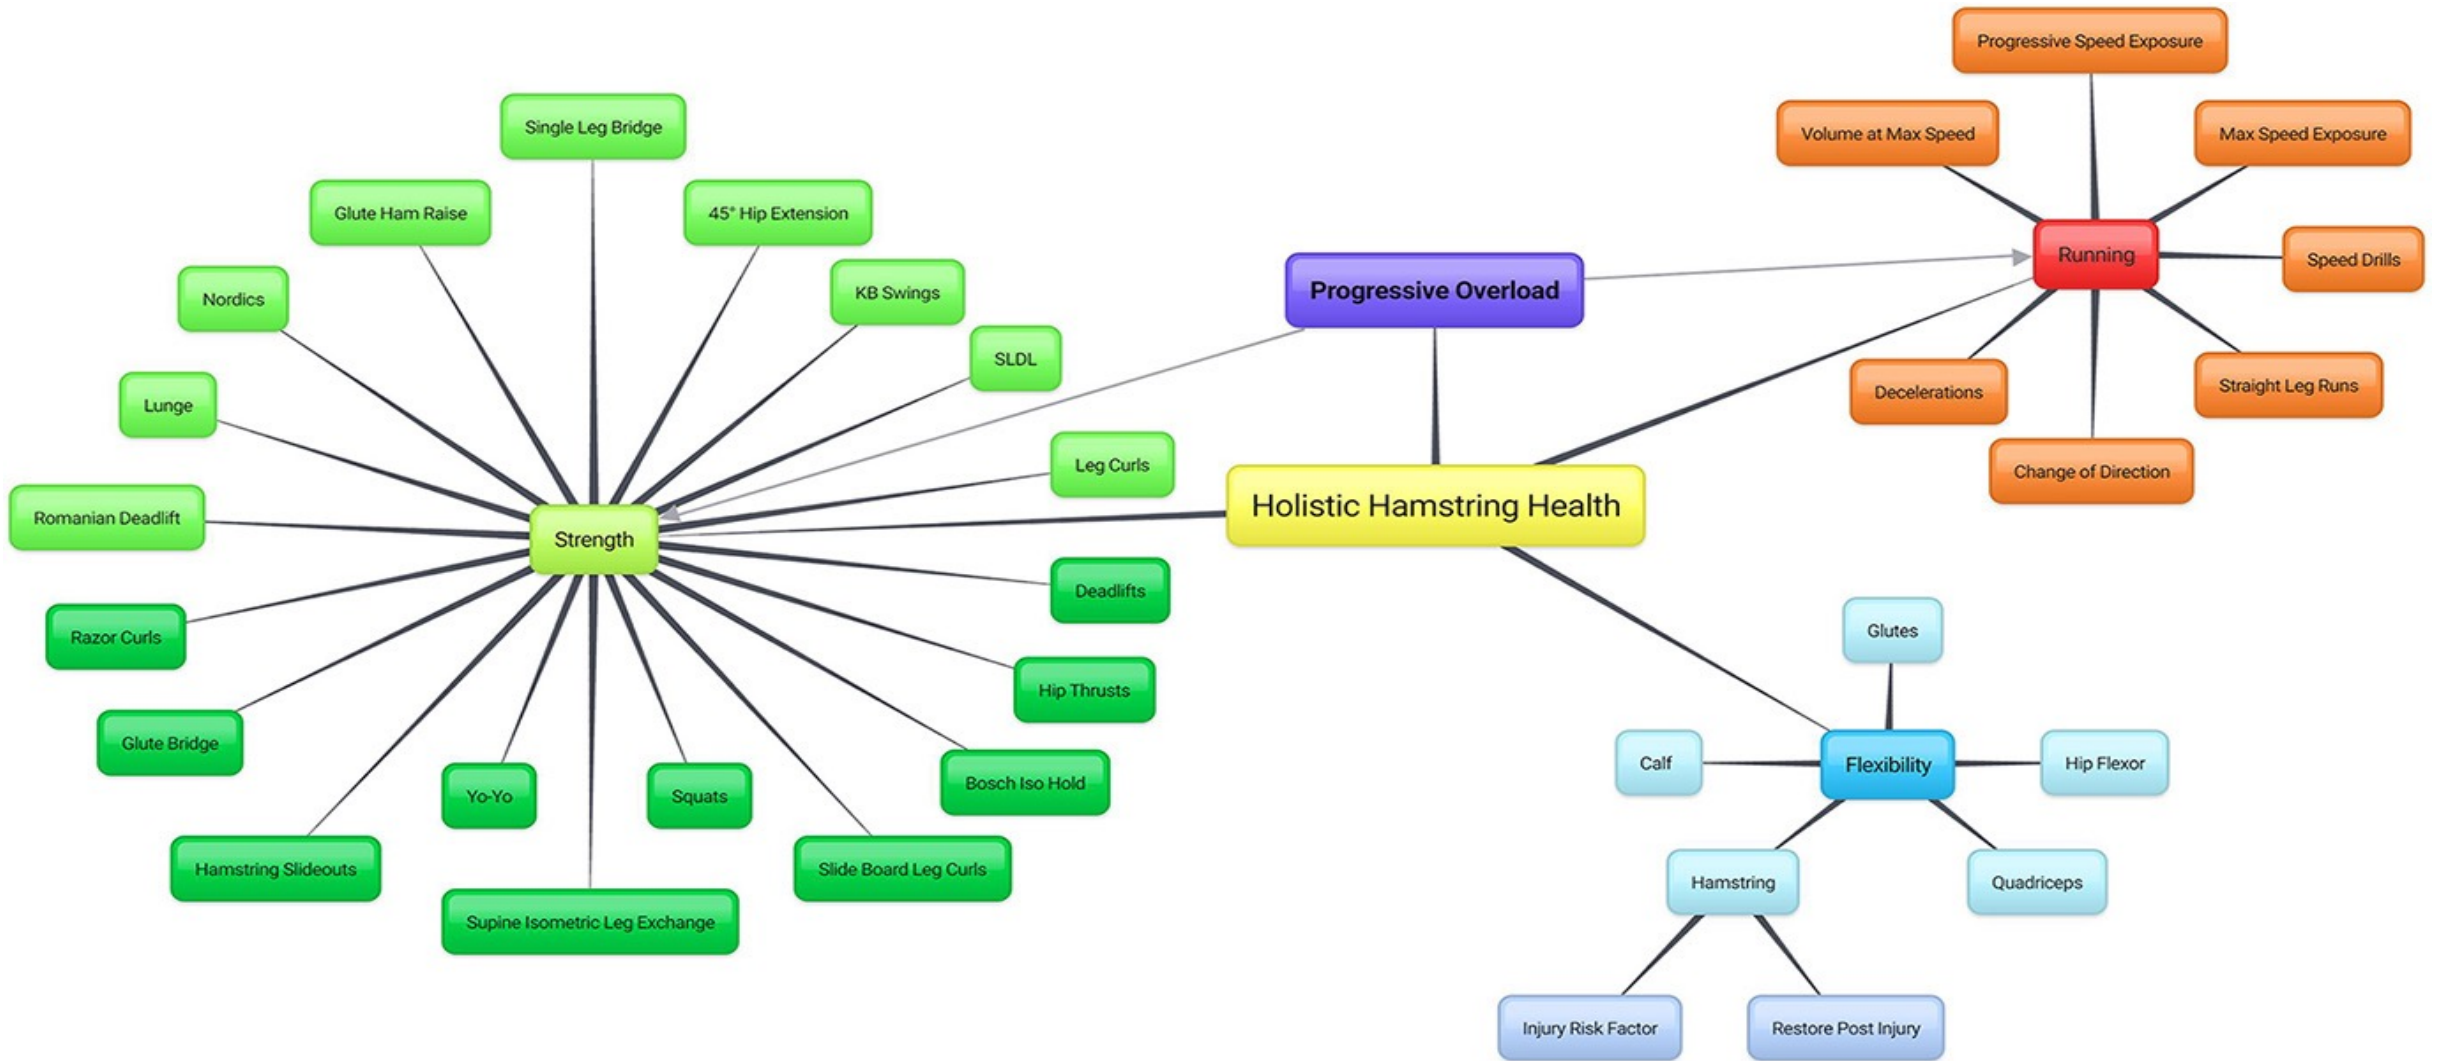 Progressive Speed Exposure
Volume at Max Speed
Max Speed Exposure
Single Leg Bridge
Glute Ham Raise
45° Hip Extension
Running
Speed Drills
Progressive Overload
KB Swings
Nordics
SLDL
Straight Leg Runs
Decelerations
Lunge
Leg Curls
Change of Direction
Holistic Hamstring Health
Romanian Deadlift
Strength
Deadlifts
Glutes
Razor Curls
Hip Thrusts
Glute Bridge
Calf
Flexibility
Hip Flexor
Bosch Iso Hold
Yo-Yo
Squats
Hamstring Slideouts
Slide Board Leg Curls
Hamstring
Quadriceps
Supine Isometric Leg Exchange
Injury Risk Factor
Restore Post Injury